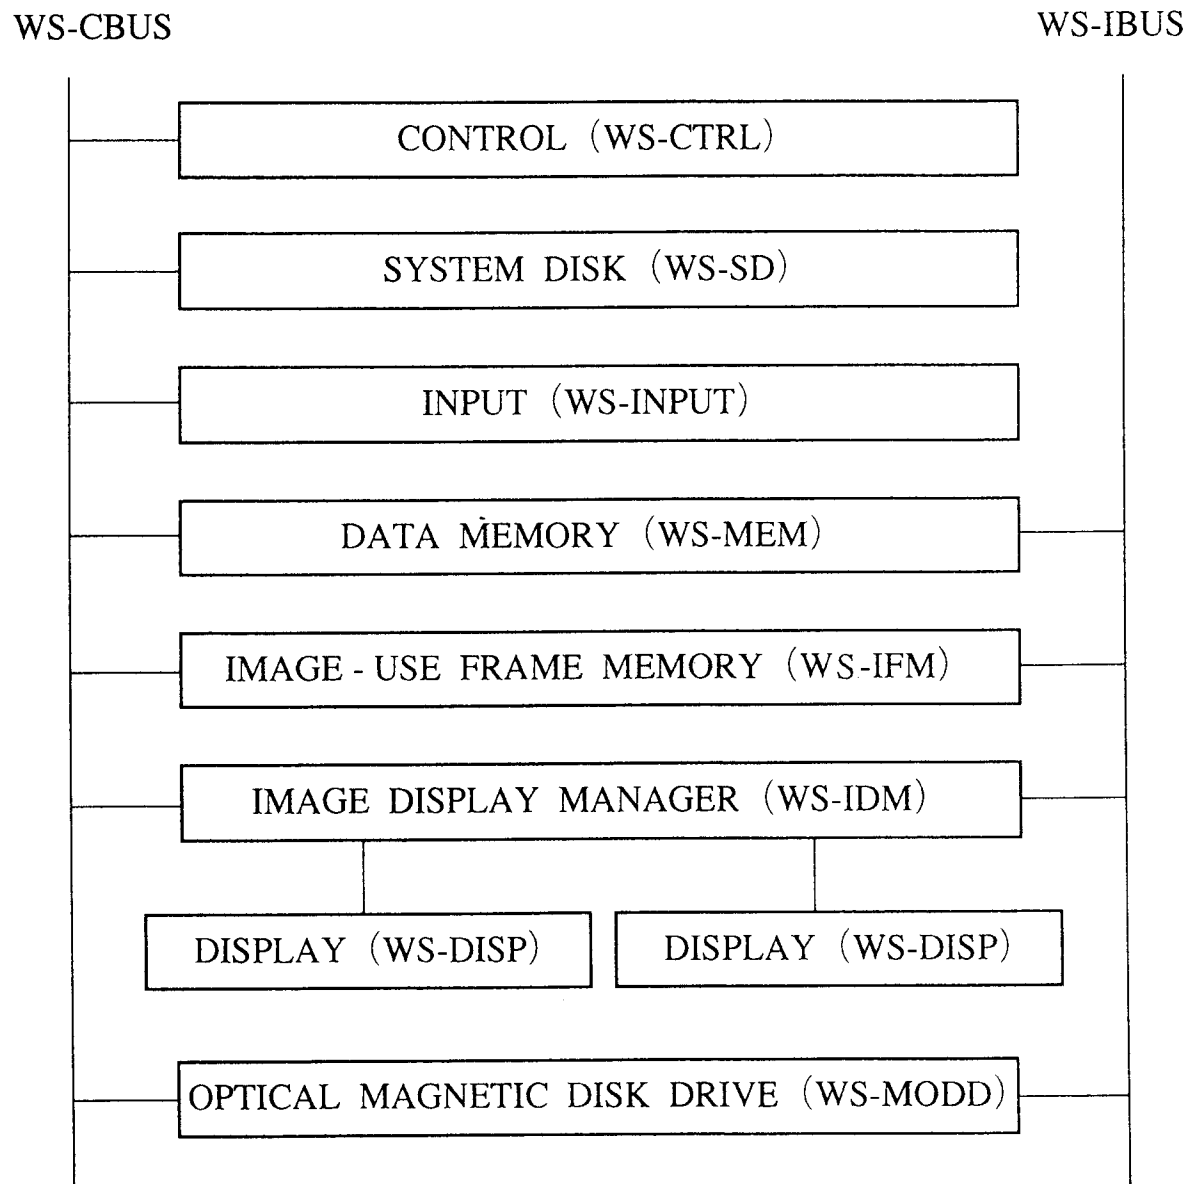 WS-CBUS
WS-IBUS
CONTROL (WS-CTRL)
SYSTEM DISK (WS-SD)
INPUT (WS-INPUT)
DATA MEMORY (WS-MEM)
IMAGE - USE FRAME MEMORY (WS-IFM)
IMAGE DISPLAY MANAGER (WS-IDM)
DISPLAY (WS-DISP)
DISPLAY (WS-DISP)
OPTICAL MAGNETIC DISK DRIVE (WS-MODD)